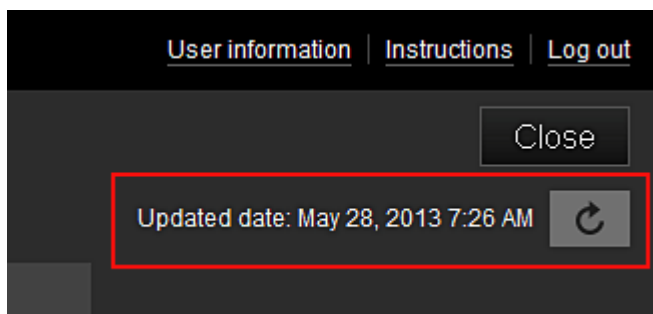 User information | Instructions | Log out
Close
Updated date: May 28, 2013 7:26 AM